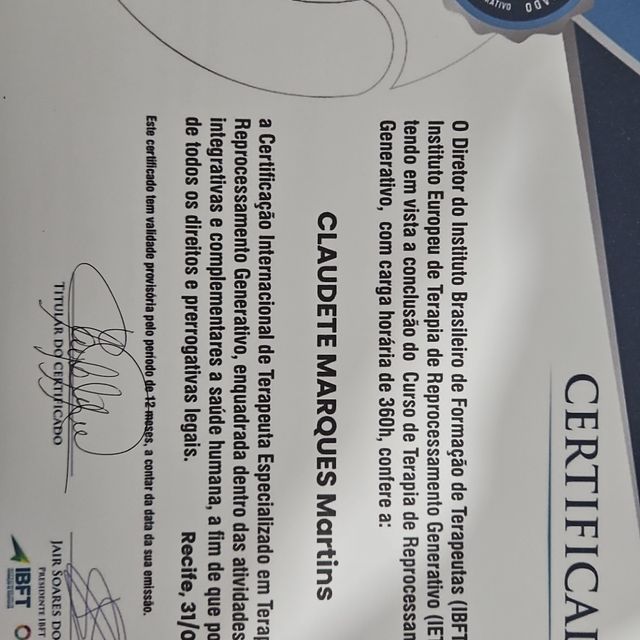 CERTIFICA
O Diretor do Instituto Brasileiro de Formação de Terapeutas (IBFT
Instituto Europeu de Terapia de Reprocessamento Generativo (IET
tendo em vista a conclusão do Curso de Terapia de Reprocessan
Generativo, com carga horária de 360h, confere a:
CLAUDETE MARQUES Martins
a Certificação Internacional de Terapeuta Especializado em Terap
Reprocessamento Generativo, enquadrada dentro das atividades
integrativas e complementares a saúde humana, a fim de que po
de todos os direitos e prerrogativas legais.
Recife, 31/0
Este certificado tem validade provisória pelo período de 12 meses, a contar da data da sua emissão.
TITULAR DO CERTIFICADO
JAIR SOARES DO
PRESIDENTE IBFT
IBFT